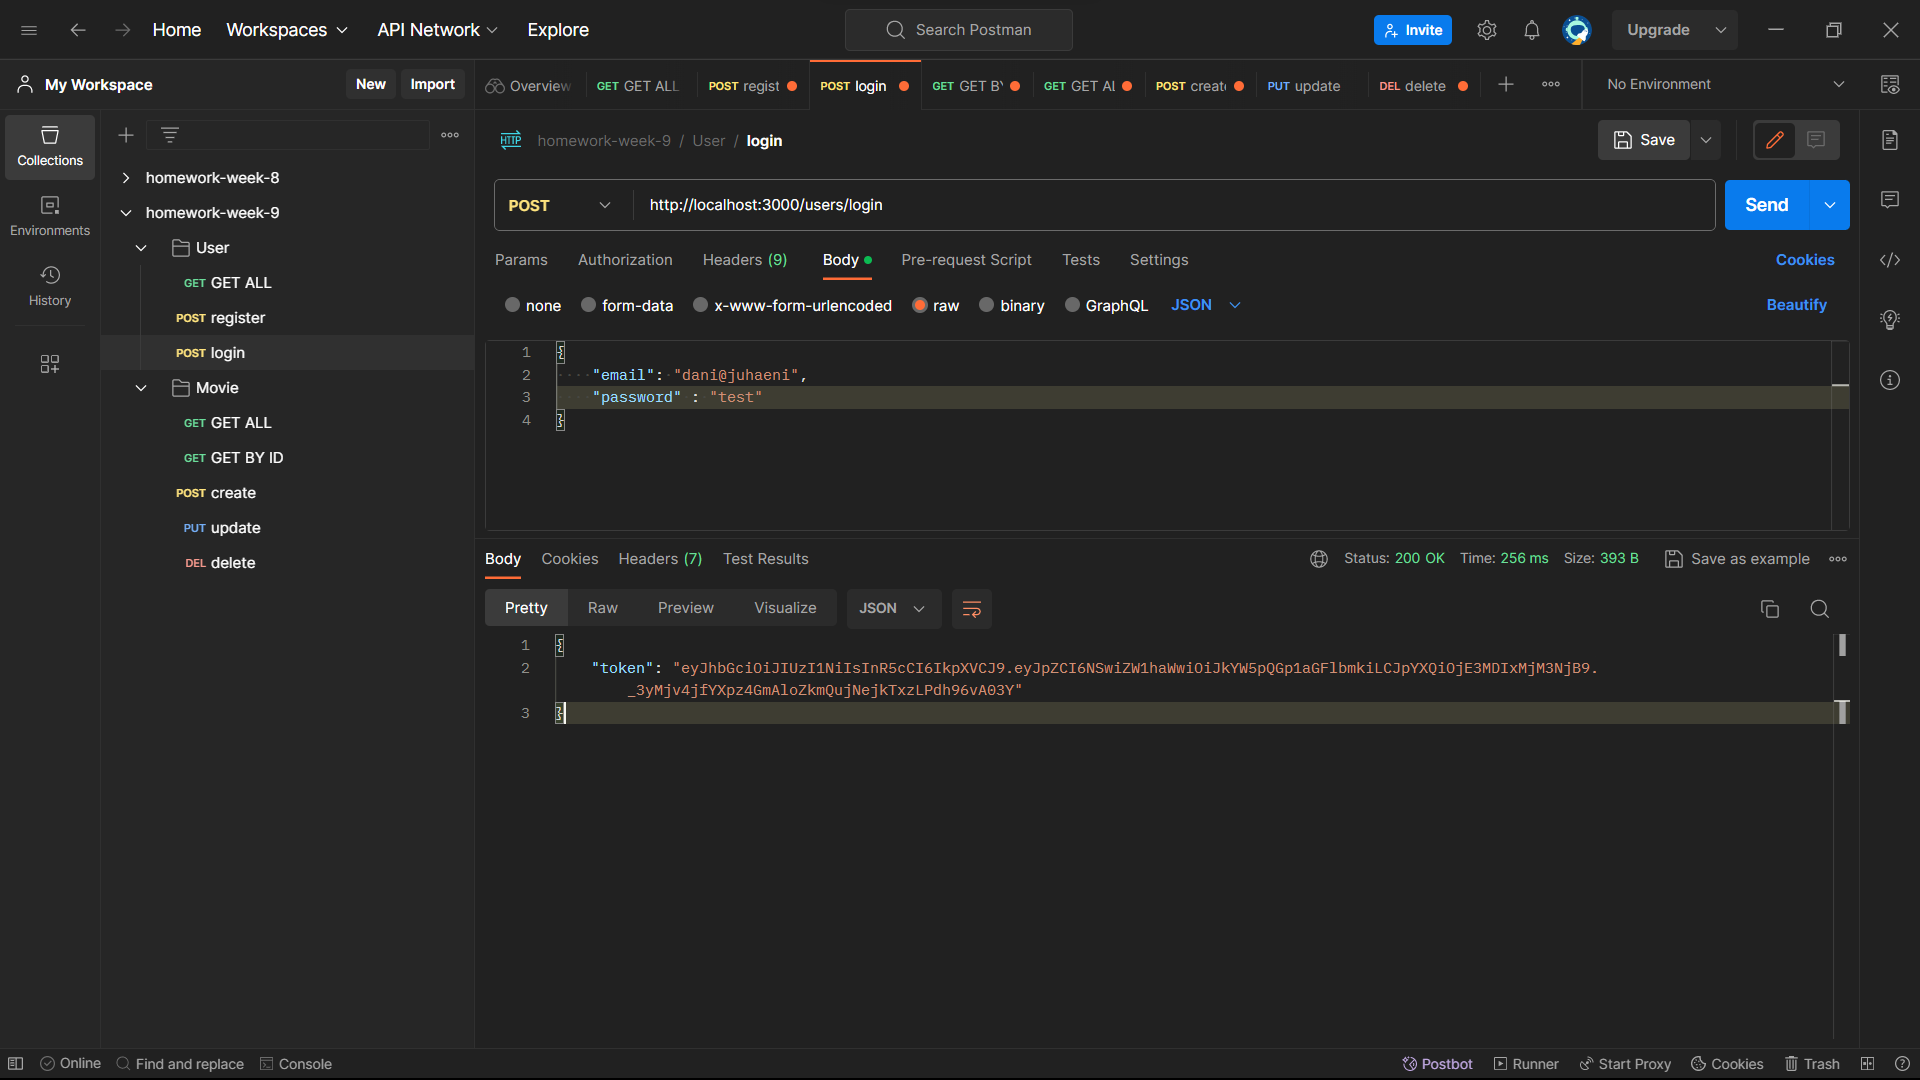 Home Workspaces API Network Explore Search Postman Invite Upgrade
My Workspace New Import Overview GET GET ALL POST regist POST login GET GET B GET GET Al POST creat PUT update DEL delete No Environment
Collections
Environments
History
homework-week-8
homework-week-9
User
GET GET ALL
POST register
POST login
Movie
GET GET ALL
GET GET BY ID
POST create
PUT update
DEL delete
HTTP homework-week-9 / User / login Save
POST http://localhost:3000/users/login Send
Params Authorization Headers (9) Body Pre-request Script Tests Settings Cookies
none form-data x-www-form-urlencoded raw binary GraphQL JSON Beautify
1 {
2 "email": "dani@juhaeni",
3 "password" : "test"
4 }
Body Cookies Headers (7) Test Results Status: 200 OK Time: 256 ms Size: 393 B Save as example
Pretty Raw Preview Visualize JSON
1 {
2 "token": "eyJhbGciOiJIUzI1NiIsInR5cCI6IkpXVCJ9.eyJpZCI6NSwiZW1haWwiOiJkYW5pQGp1aGFlbmkiLCJpYXQiOjE3MDIxMjM3NjB9.
_3yMjv4jfYXpz4GmAloZkmQujNejkTxzLPdh96vA03Y"
3 }
Online Find and replace Console Postbot Runner Start Proxy Cookies Trash